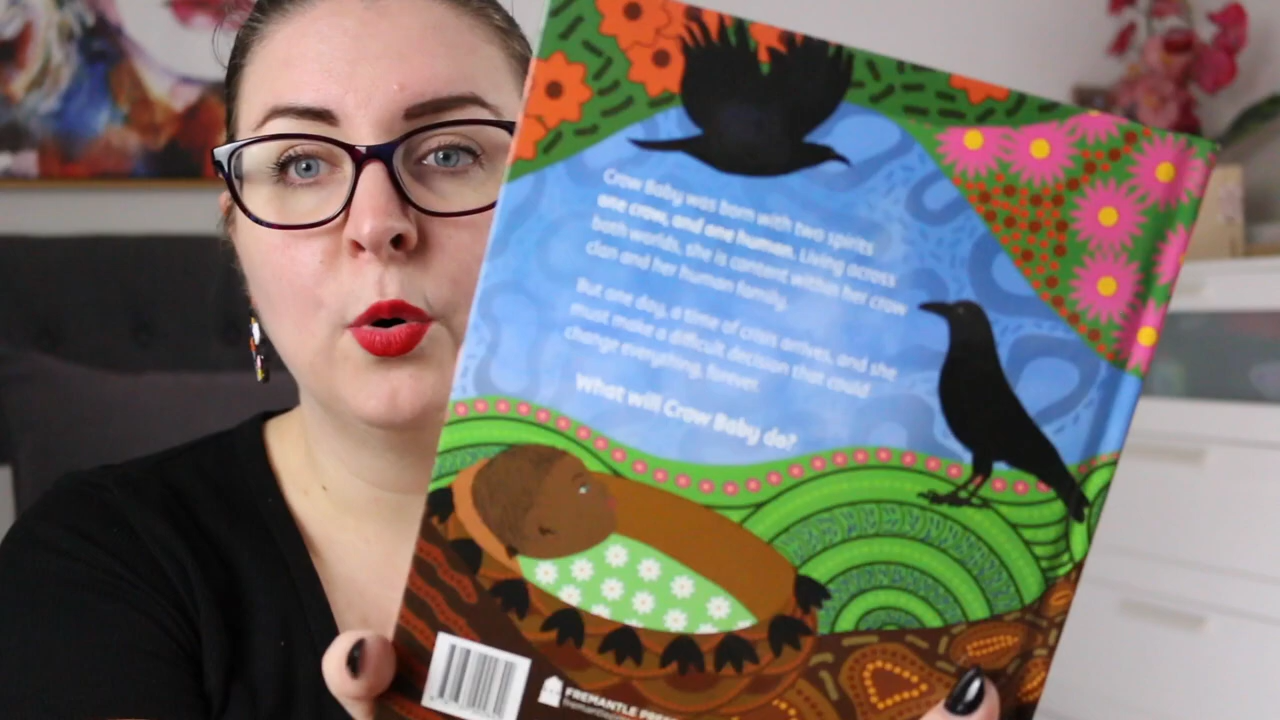 Crow Baby was born with two spirits
one crow, and one human. Living across
both worlds, she is content within her crow
clan and her human family.
But one day, a time of crisis arrives, and she
must make a difficult decision that could
change everything, forever.
What will Crow Baby do?
FREMANTLE PRESS